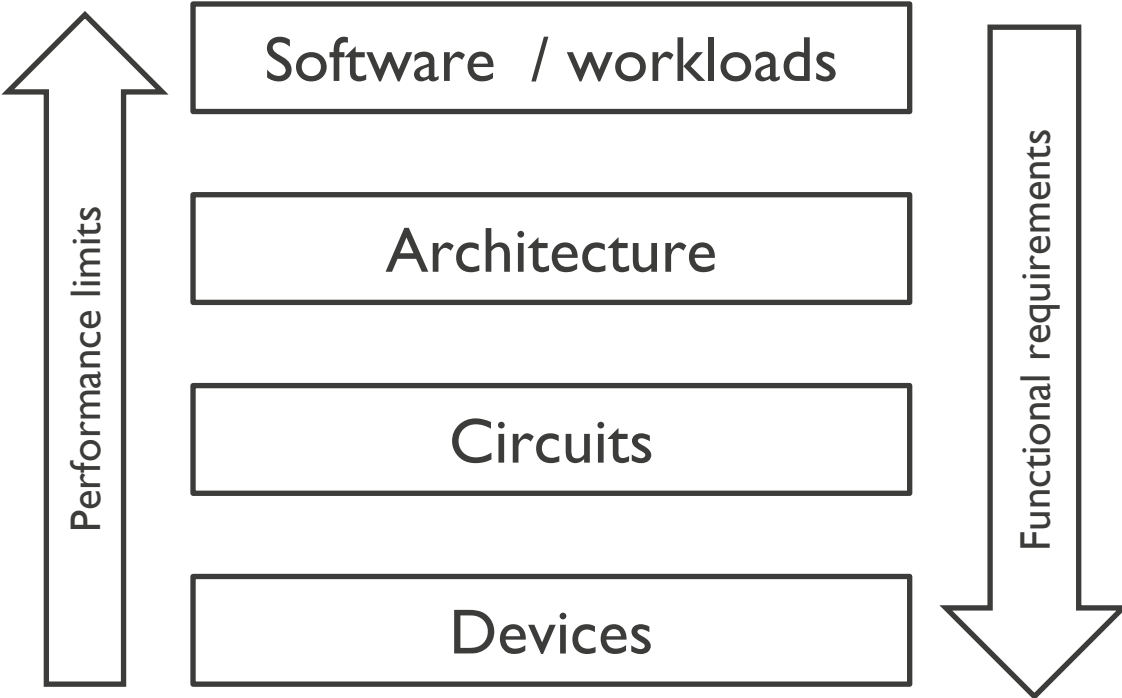 Software / workloads
Performance limits
Architecture
Functional requirements
Circuits
Devices